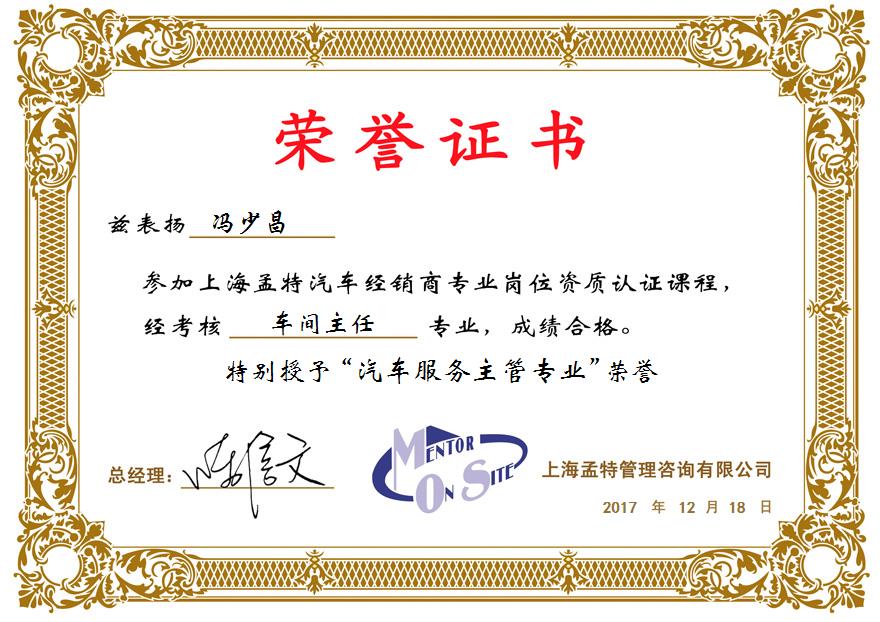 荣誉证书
兹表扬 冯少昌
参加上海孟特汽车经销商专业岗位资质认证课程，
经考核 车间主任 专业，成绩合格。
特别授予“汽车服务主管专业”荣誉
总经理：
MENTOR
ON SITE
上海孟特管理咨询有限公司
2017 年 12 月 18 日